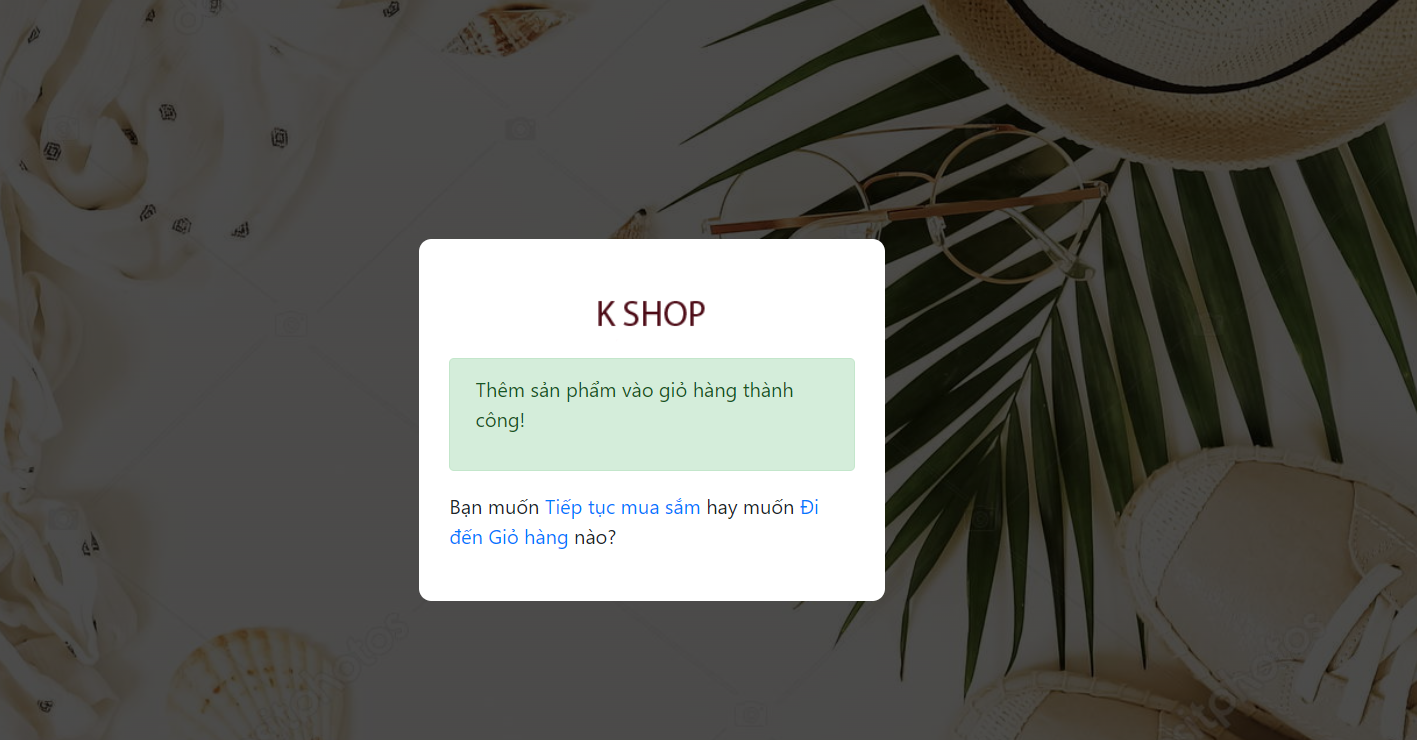 K SHOP
Thêm sản phẩm vào giỏ hàng thành
công!
Bạn muốn Tiếp tục mua sắm hay muốn Đi
đến Giỏ hàng nào?